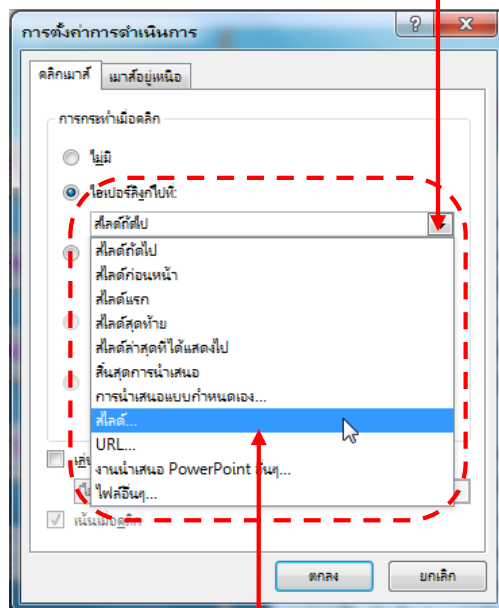 การตั้งค่าการดำเนินการ
คลิกเมาส์ เมาส์อยู่เหนือ
การกระทำเมื่อคลิก
ไม่มี
ไฮเปอร์ลิงก์ไปที่:
สไลด์ถัดไป
สไลด์ถัดไป
สไลด์ก่อนหน้า
สไลด์แรก
สไลด์สุดท้าย
สไลด์ล่าสุดที่ได้แสดงไป
สิ้นสุดการนำเสนอ
การนำเสนอแบบกำหนดเอง...
สไลด์...
URL...
งานนำเสนอ PowerPoint อื่นๆ...
ไฟล์อื่นๆ...
เน้นเมื่อคลิก
ตกลง ยกเลิก